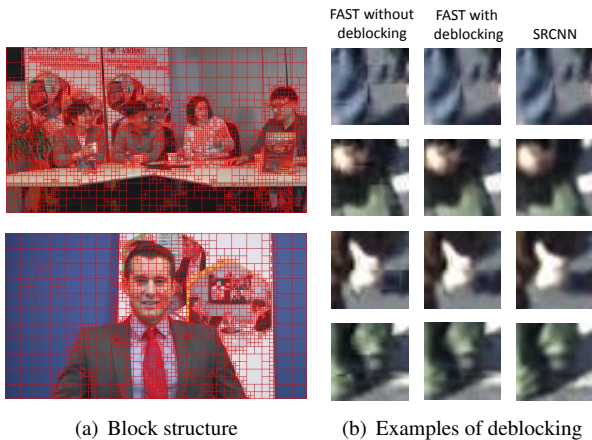 FAST without
deblocking
FAST with
deblocking
SRCNN
(a) Block structure
(b) Examples of deblocking